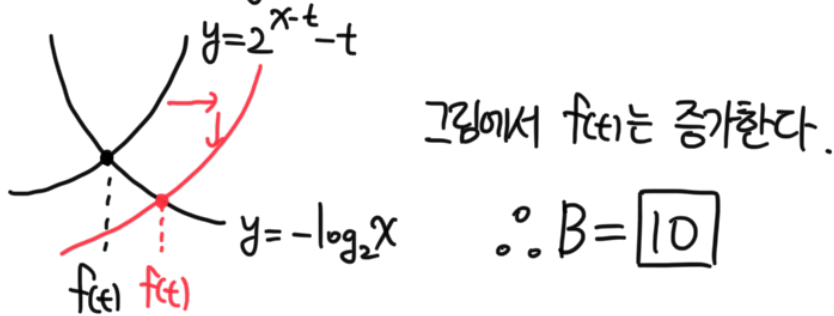 y=2^{x-t}-t
그림에서 f(t)는 증가한다.
y=-log₂x
∴ B= 10
f(t) f(t)